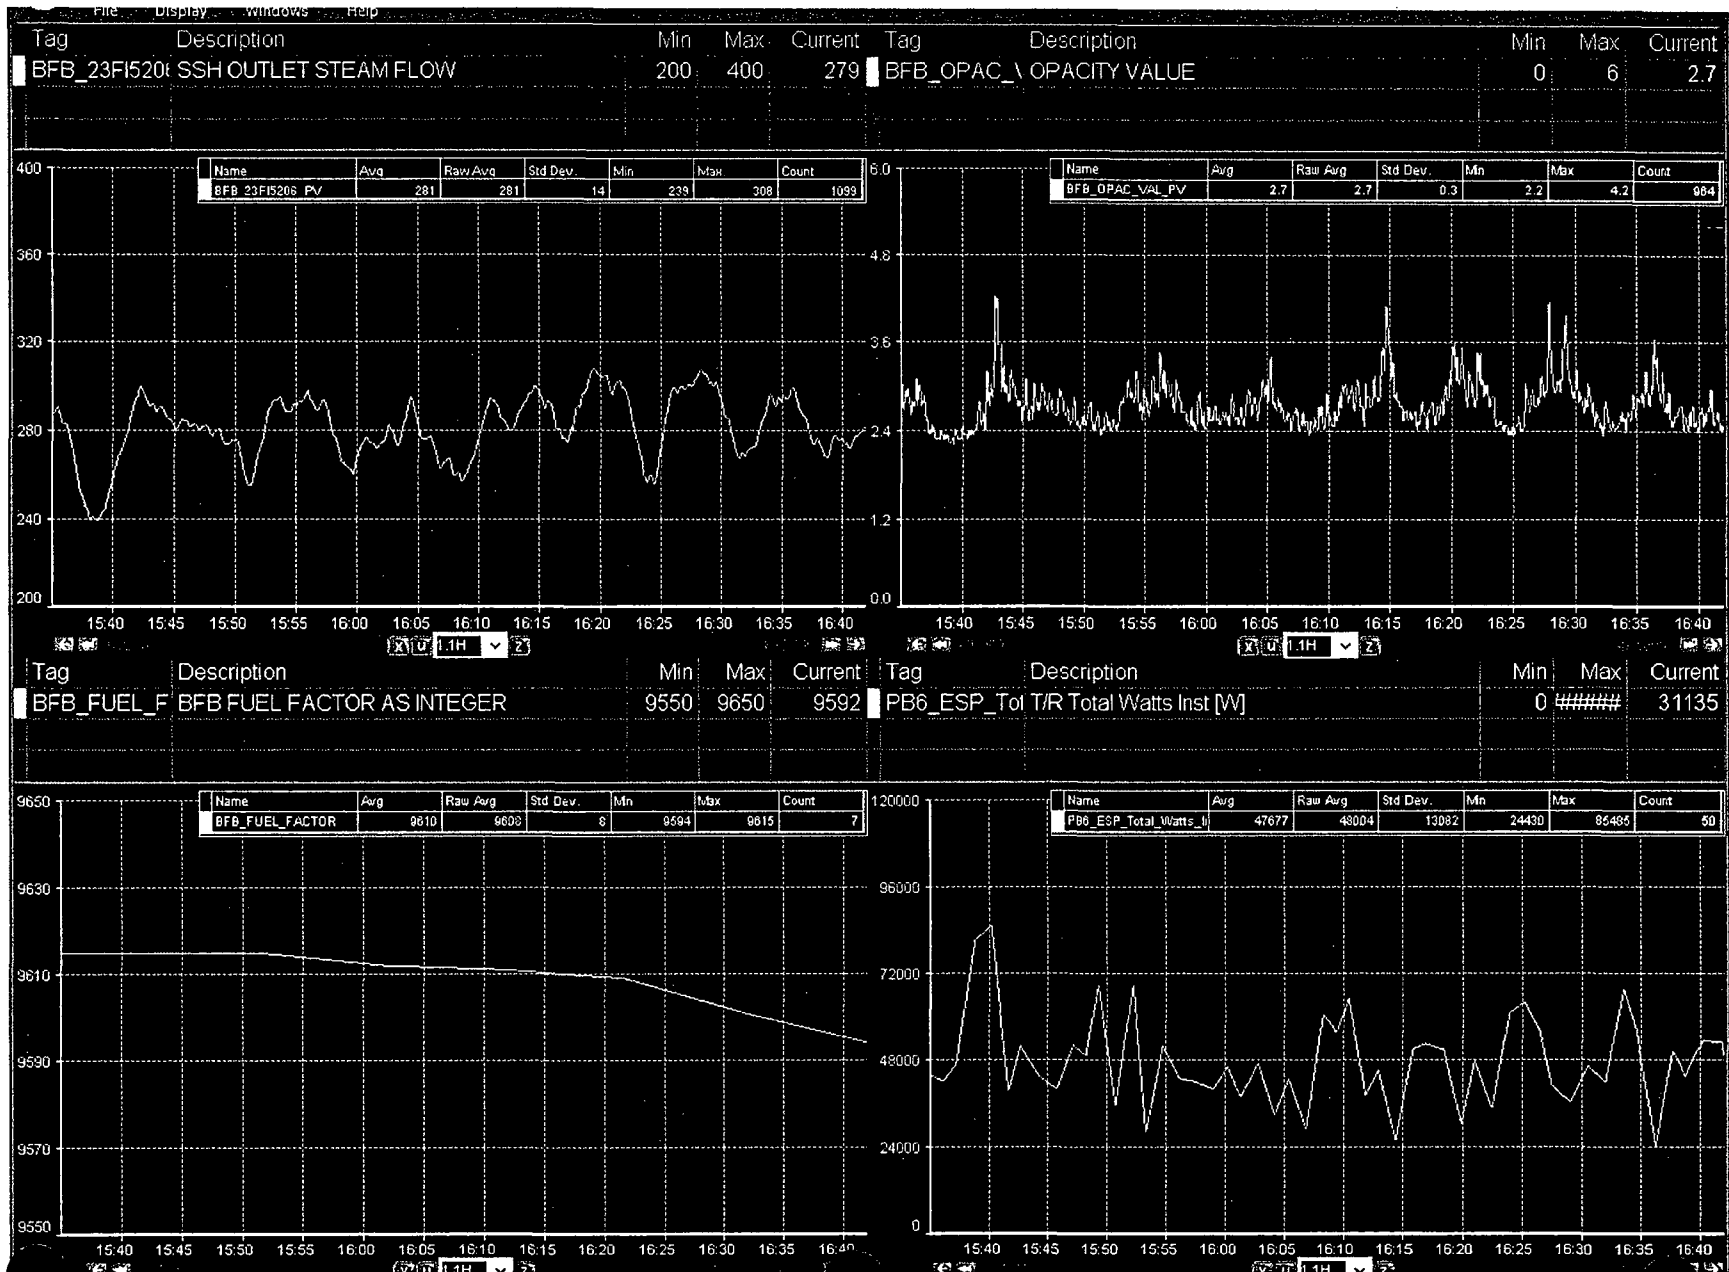 File Display Windows Help
Tag Description Min Max Current
BFB_23FI520 SSH OUTLET STEAM FLOW 200 400 279
Name Avg Raw Avg Std Dev. Min Max Count
BFB_23FI5206_PV 281 281 14 239 308 1099
400
360
320
280
240
200
15:40 15:45 15:50 15:55 16:00 16:05 16:10 16:15 16:20 16:25 16:30 16:35 16:40
X U 1.1H Z
Tag Description Min Max Current
BFB_OPAC_V OPACITY VALUE 0 6 2.7
Name Avg Raw Avg Std Dev. Min Max Count
BFB_OPAC_VAL_PV 2.7 2.7 0.3 2.2 4.2 984
6.0
4.8
3.6
2.4
1.2
0.0
15:40 15:45 15:50 15:55 16:00 16:05 16:10 16:15 16:20 16:25 16:30 16:35 16:40
X U 1.1H Z
Tag Description Min Max Current
BFB_FUEL_F BFB FUEL FACTOR AS INTEGER 9550 9650 9592
Name Avg Raw Avg Std Dev. Min Max Count
BFB_FUEL_FACTOR 9610 9608 8 9594 9615 7
9650
9630
9610
9590
9570
9550
15:40 15:45 15:50 15:55 16:00 16:05 16:10 16:15 16:20 16:25 16:30 16:35 16:40
1.1H
Tag Description Min Max Current
PB6_ESP_Tot T/R Total Watts Inst [W] 0 ###### 31135
Name Avg Raw Avg Std Dev. Min Max Count
PB6_ESP_Total_Watts_I 47677 48004 13082 24430 85485 50
120000
96000
72000
48000
24000
0
15:40 15:45 15:50 15:55 16:00 16:05 16:10 16:15 16:20 16:25 16:30 16:35 16:40
1.1H